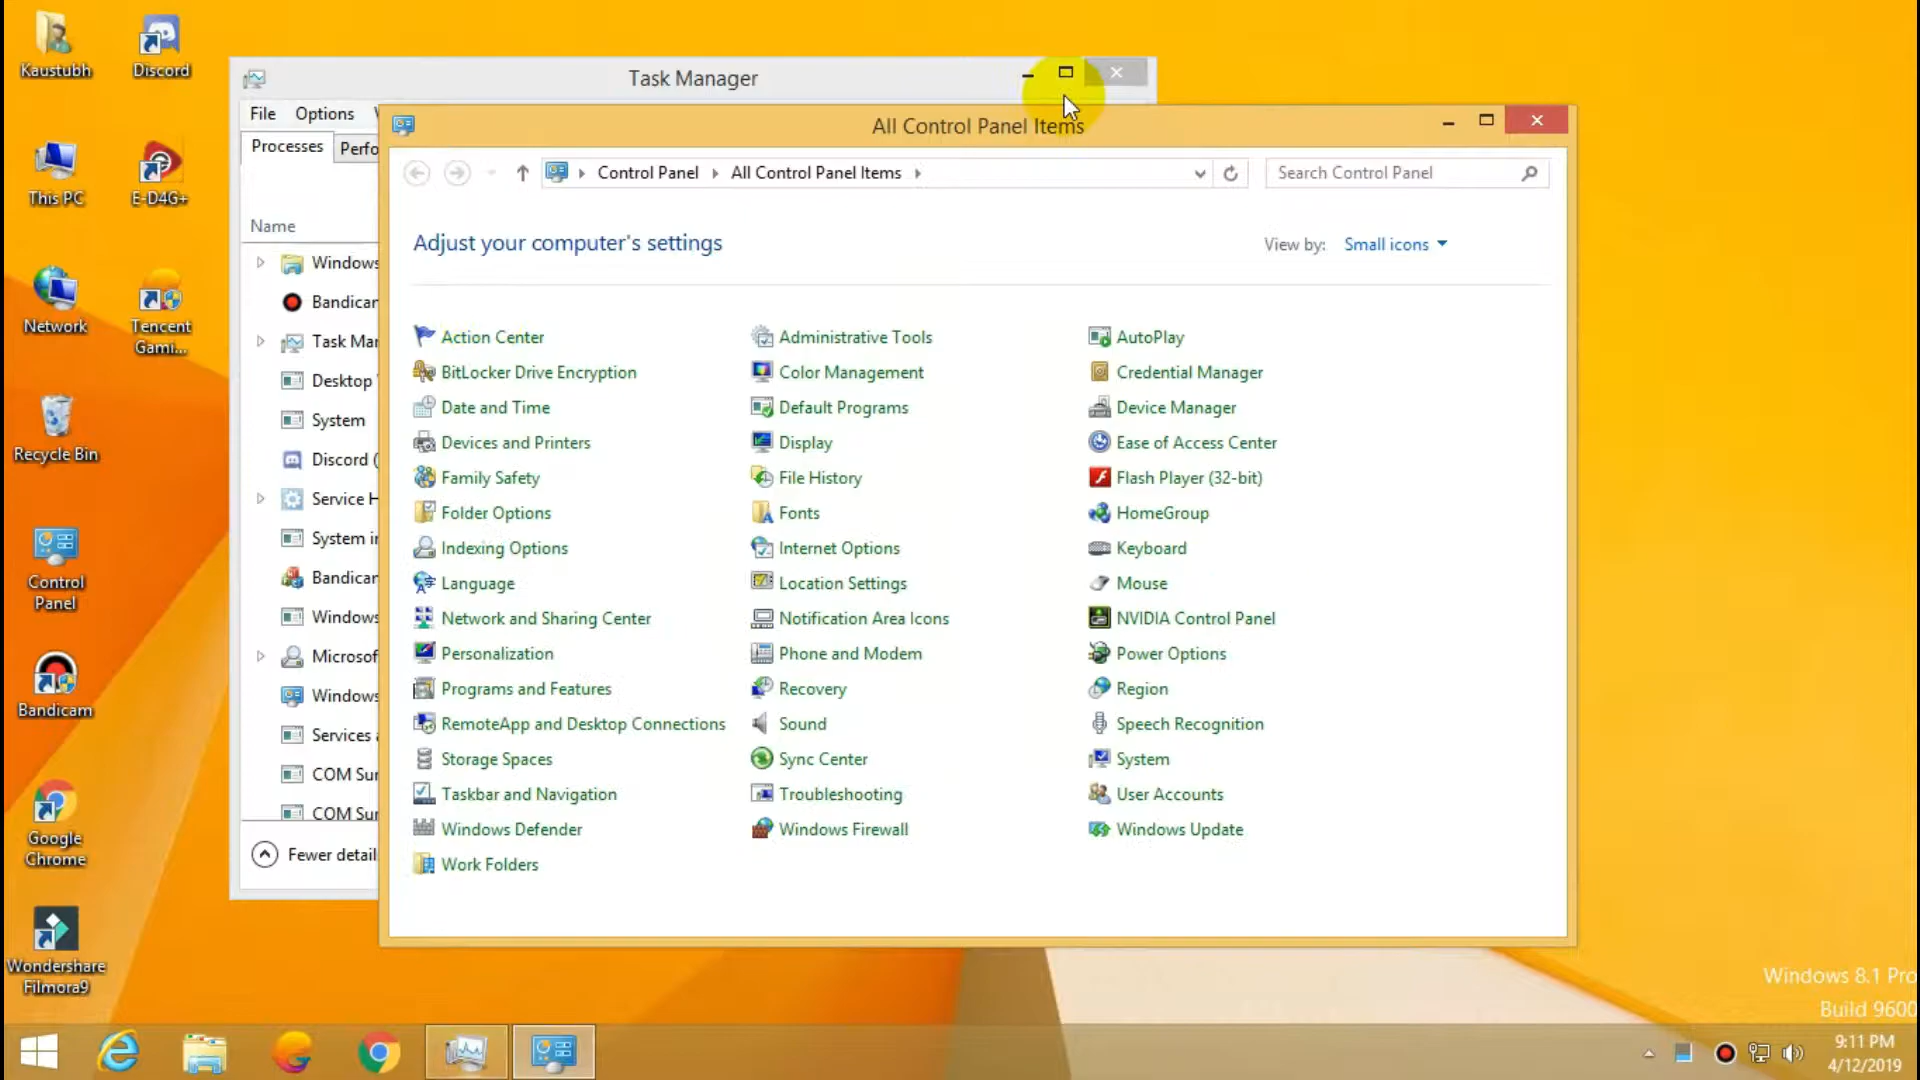 Kaustubh
Discord
This PC
E-D4G+
Network
Tencent
Gami...
Recycle Bin
Control
Panel
Bandicam
Google
Chrome
Wondershare
Filmora9
Task Manager
File Options
Processes Perfo
Name
Windows
Bandicam
Task Man
Desktop
System
Discord (
Service H
System in
Bandicam
Windows
Microsof
Windows
Services a
COM Sur
COM Sur
Fewer detail
All Control Panel Items
Control Panel All Control Panel Items
Search Control Panel
Adjust your computer's settings
View by: Small icons
Action Center
Administrative Tools
AutoPlay
BitLocker Drive Encryption
Color Management
Credential Manager
Date and Time
Default Programs
Device Manager
Devices and Printers
Display
Ease of Access Center
Family Safety
File History
Flash Player (32-bit)
Folder Options
Fonts
HomeGroup
Indexing Options
Internet Options
Keyboard
Language
Location Settings
Mouse
Network and Sharing Center
Notification Area Icons
NVIDIA Control Panel
Personalization
Phone and Modem
Power Options
Programs and Features
Recovery
Region
RemoteApp and Desktop Connections
Sound
Speech Recognition
Storage Spaces
Sync Center
System
Taskbar and Navigation
Troubleshooting
User Accounts
Windows Defender
Windows Firewall
Windows Update
Work Folders
Windows 8.1 Pro
Build 9600
9:11 PM
4/12/2019